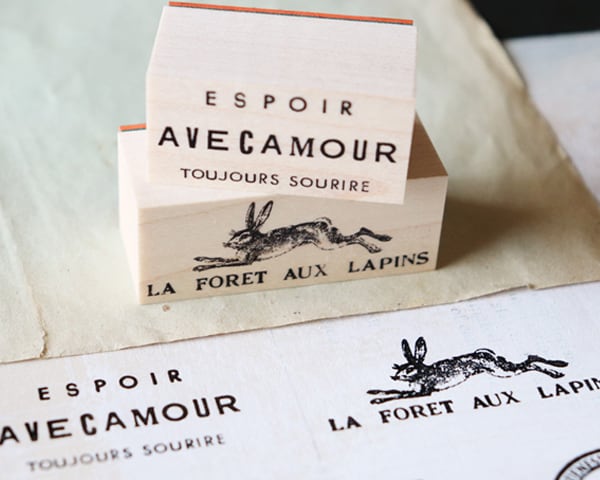 ESPOIR
AVECAMOUR
TOUJOURS SOURIRE
LA FORET AUX LAPINS
ESPOIR
AVECAMOUR
TOUJOURS SOURIRE
LA FORET AUX LAPIN